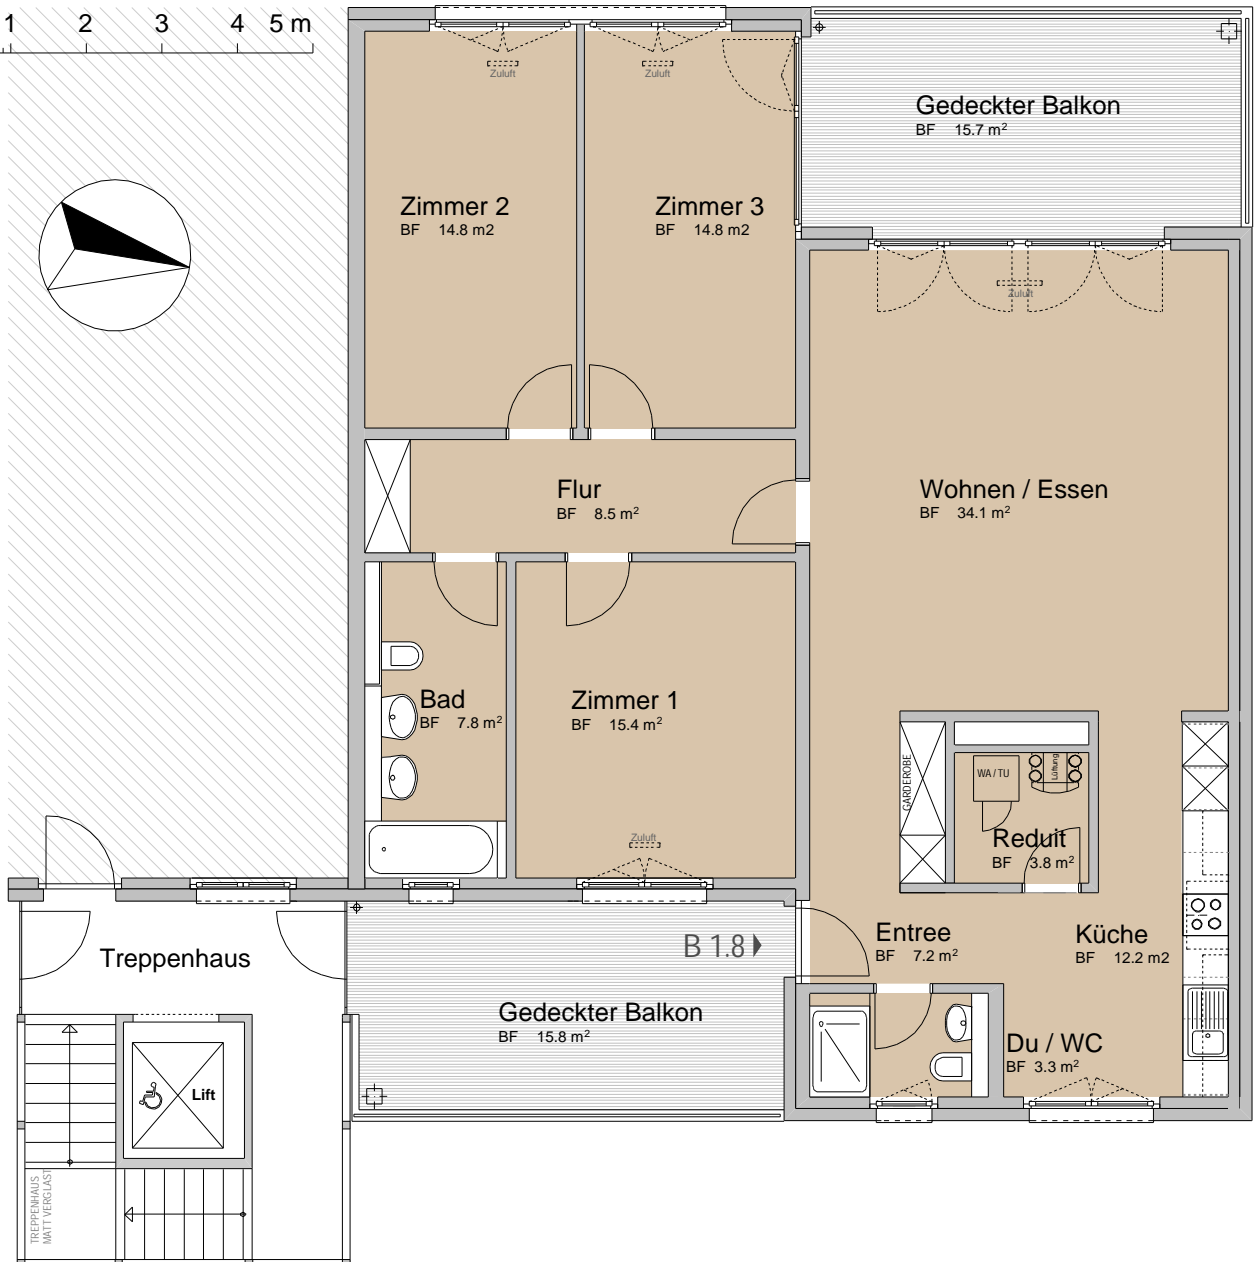 1 2 3 4 5 m
Zuluft
Zuluft
Gedeckter Balkon
BF 15.7 m²
Zimmer 2
BF 14.8 m2
Zimmer 3
BF 14.8 m2
Zuluft
Flur
BF 8.5 m²
Wohnen / Essen
BF 34.1 m²
Bad
BF 7.8 m²
Zimmer 1
BF 15.4 m²
Zuluft
GARDEROBE
WA / TU
Lüftung
Reduit
BF 3.8 m²
Treppenhaus
B 1.8
Entree
BF 7.2 m²
Küche
BF 12.2 m2
Gedeckter Balkon
BF 15.8 m²
Du / WC
BF 3.3 m²
Lift
TREPPENHAUS
MATT VERGLAST